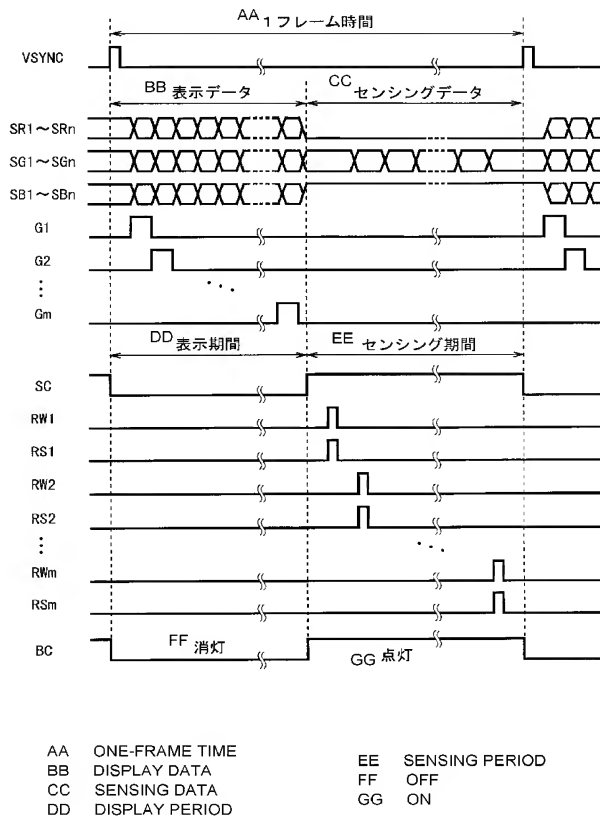 AA 1フレーム時間
VSYNC
BB 表示データ
CC センシングデータ
SR1～SRn
SG1～SGn
SB1～SBn
G1
G2
⋮
Gm
DD 表示期間
EE センシング期間
SC
RW1
RS1
RW2
RS2
⋮
RWm
RSm
BC
FF 消灯
GG 点灯
AA ONE-FRAME TIME
BB DISPLAY DATA
CC SENSING DATA
DD DISPLAY PERIOD
EE SENSING PERIOD
FF OFF
GG ON